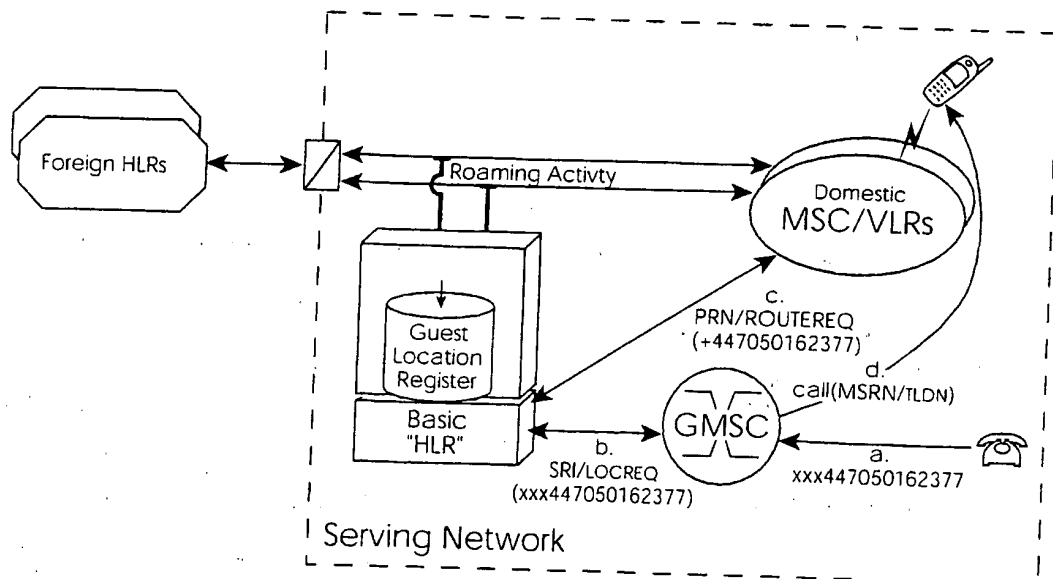 Foreign HLRs
Roaming Activty
Domestic
MSC/VLRs
Guest
Location
Register
Basic
"HLR"
c.
PRN/ROUTEREQ
(+447050162377)
d.
call(MSRN/TLDN)
GMSC
b.
SRI/LOCREQ
(xxx447050162377)
a.
xxx447050162377
Serving Network